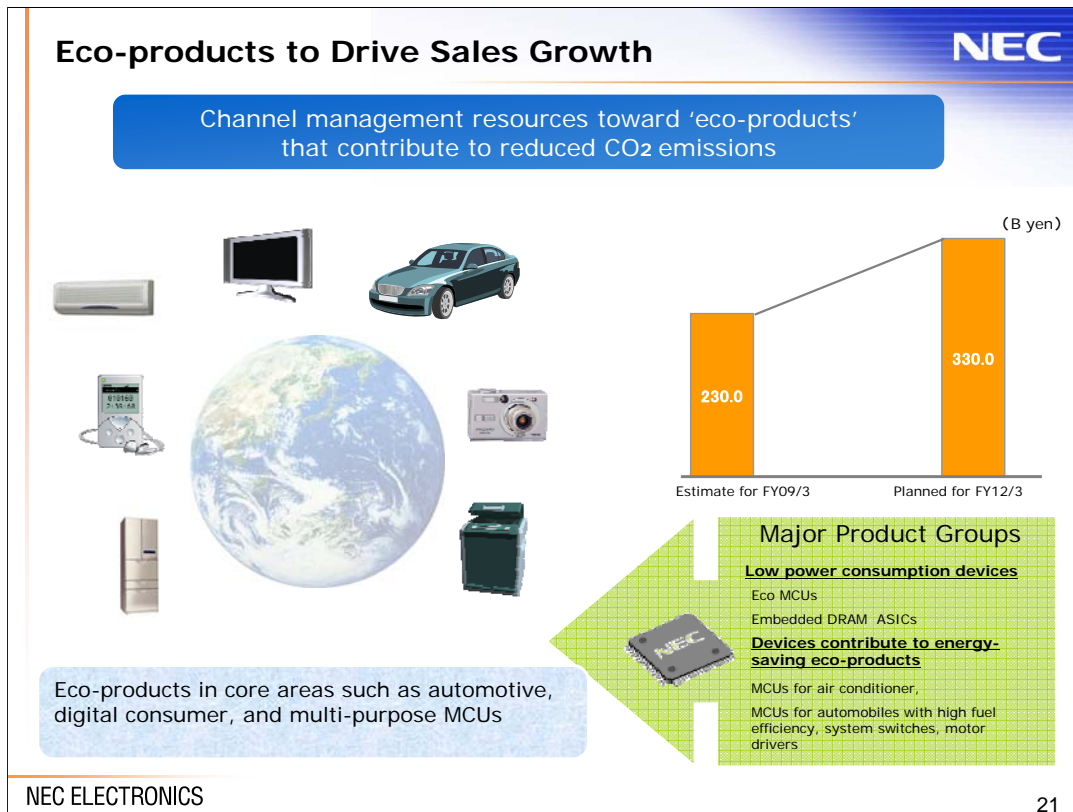 Eco-products to Drive Sales Growth
NEC
Channel management resources toward ‘eco-products’
that contribute to reduced CO2 emissions
(B yen)
230.0
330.0
Estimate for FY09/3
Planned for FY12/3
Major Product Groups
Low power consumption devices
Eco MCUs
Embedded DRAM ASICs
Devices contribute to energy-
saving eco-products
MCUs for air conditioner,
MCUs for automobiles with high fuel
efficiency, system switches, motor
drivers
NEC
Eco-products in core areas such as automotive,
digital consumer, and multi-purpose MCUs
NEC ELECTRONICS
21